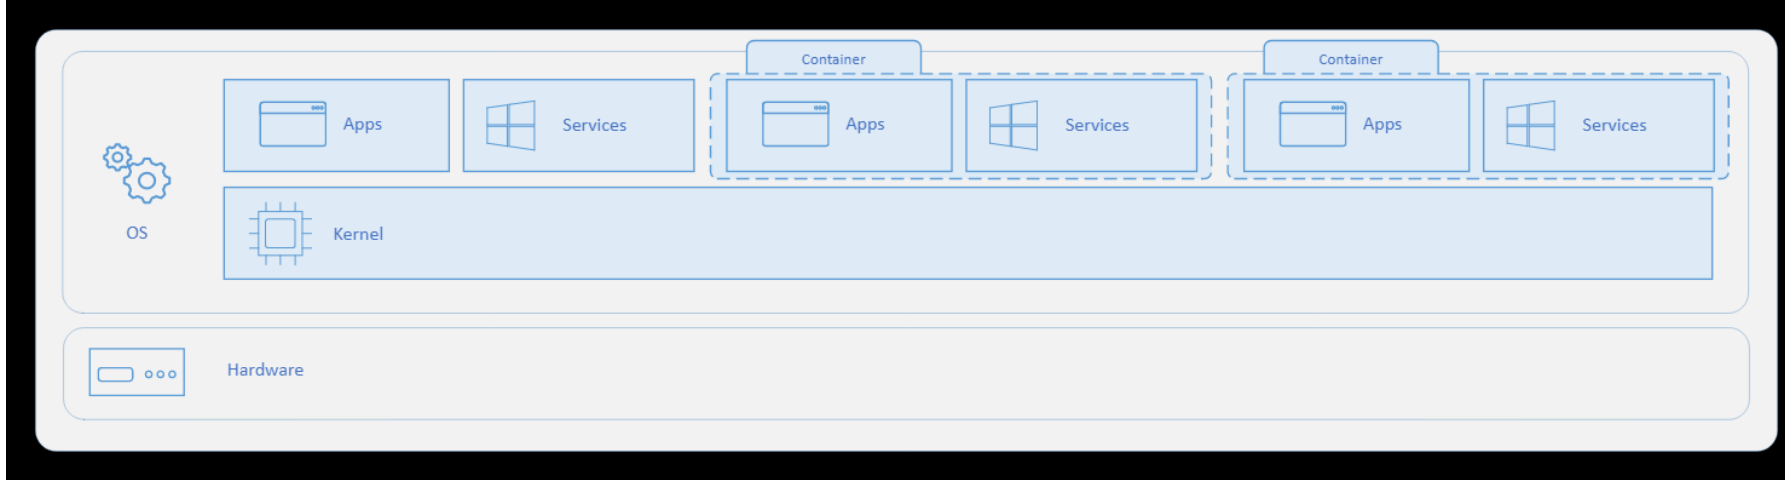 Container
Container
Apps
Services
Apps
Services
Apps
Services
OS
Kernel
Hardware